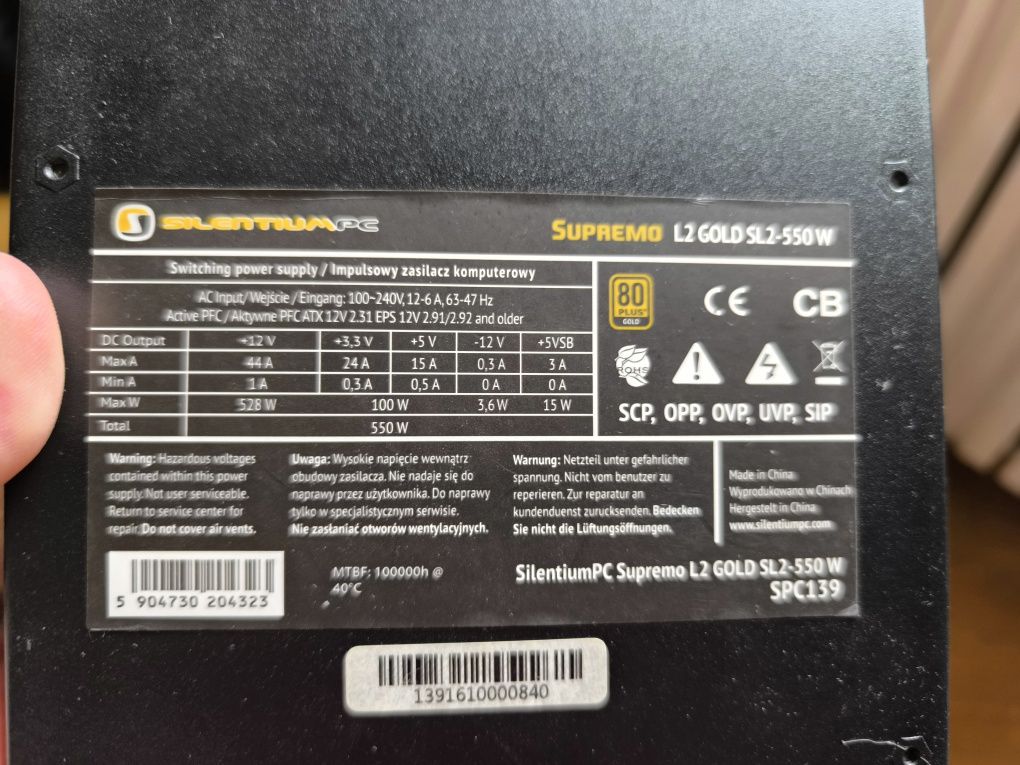 SILENTIUMPC
SUPREMO L2 GOLD SL2-550 W
Switching power supply / Impulsowy zasilacz komputerowy
AC Input/Wejście / Eingang: 100~240V, 12-6 A, 63-47 Hz
Active PFC / Aktywne PFC ATX 12V 2.31 EPS 12V 2.91/2.92 and older
DC Output +12 V +3,3 V +5 V -12 V +5VSB
Max A 44 A 24 A 15 A 0,3 A 3 A
Min A 1 A 0,3 A 0,5 A 0 A 0 A
Max W 528 W 100 W 3,6 W 15 W
Total 550 W
80
PLUS
GOLD
CE
CB
ROHS
SCP, OPP, OVP, UVP, SIP
Warning: Hazardous voltages
contained within this power
supply. Not user serviceable.
Return to service center for
repair. Do not cover air vents.
Uwaga: Wysokie napięcie wewnątrz
obudowy zasilacza. Nie nadaje się do
naprawy przez użytkownika. Do naprawy
tylko w specjalistycznym serwisie.
Nie zasłaniać otworów wentylacyjnych.
Warnung: Netzteil unter gefahrlicher
spannung. Nicht vom benutzer zu
reperieren. Zur reparatur an
kundendienst zurucksenden. Bedecken
Sie nicht die Lüftungsöffnungen.
Made in China
Wyprodukowano w Chinach
Hergestellt in China
www.silentiumpc.com
5 904730 204323
MTBF: 100000h @
40°C
SilentiumPC Supremo L2 GOLD SL2-550 W
SPC139
1391610000840